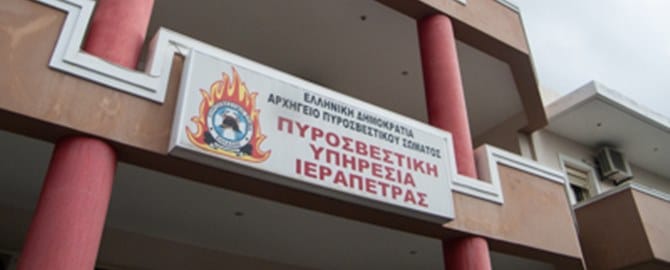 ΕΛΛΗΝΙΚΗ ΔΗΜΟΚΡΑΤΙΑ
ΑΡΧΗΓΕΙΟ ΠΥΡΟΣΒΕΣΤΙΚΟΥ ΣΩΜΑΤΟΣ
ΠΥΡΟΣΒΕΣΤΙΚΗ
ΥΠΗΡΕΣΙΑ
ΙΕΡΑΠΕΤΡΑΣ